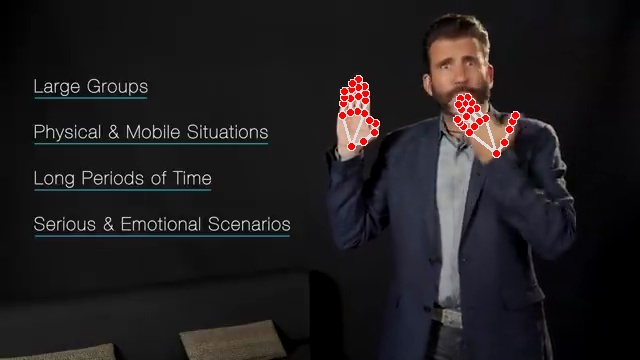 Large Groups
Physical & Mobile Situations
Long Periods of Time
Serious & Emotional Scenarios